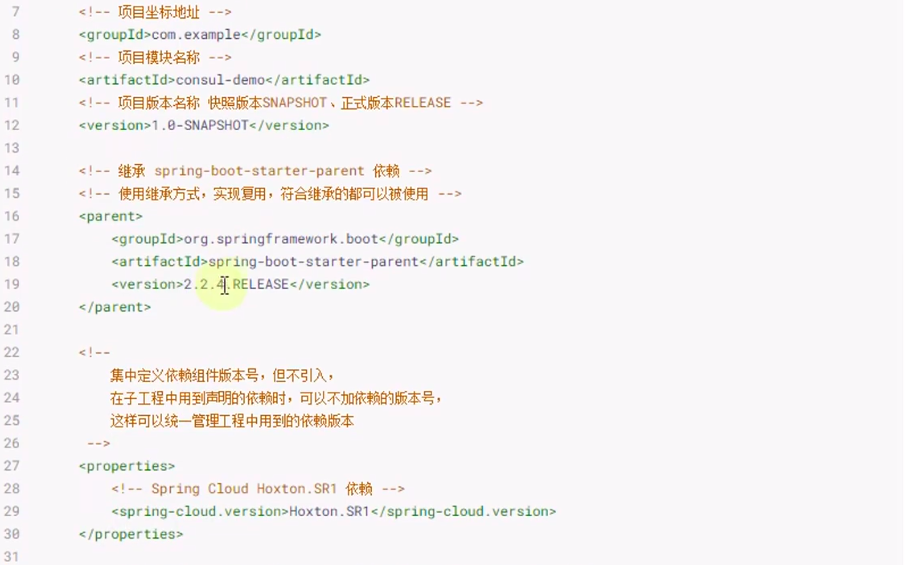 7 <!-- 项目坐标地址 -->
8 <groupId>com.example</groupId>
9 <!-- 项目模块名称 -->
10 <artifactId>consul-demo</artifactId>
11 <!-- 项目版本名称 快照版本SNAPSHOT、正式版本RELEASE -->
12 <version>1.0-SNAPSHOT</version>
13
14 <!-- 继承 spring-boot-starter-parent 依赖 -->
15 <!-- 使用继承方式，实现复用，符合继承的都可以被使用 -->
16 <parent>
17 <groupId>org.springframework.boot</groupId>
18 <artifactId>spring-boot-starter-parent</artifactId>
19 <version>2.2.4.RELEASE</version>
20 </parent>
21
22 <!--
23 集中定义依赖组件版本号，但不引入，
24 在子工程中用到声明的依赖时，可以不加依赖的版本号，
25 这样可以统一管理工程中用到的依赖版本
26 -->
27 <properties>
28 <!-- Spring Cloud Hoxton.SR1 依赖 -->
29 <spring-cloud.version>Hoxton.SR1</spring-cloud.version>
30 </properties>
31